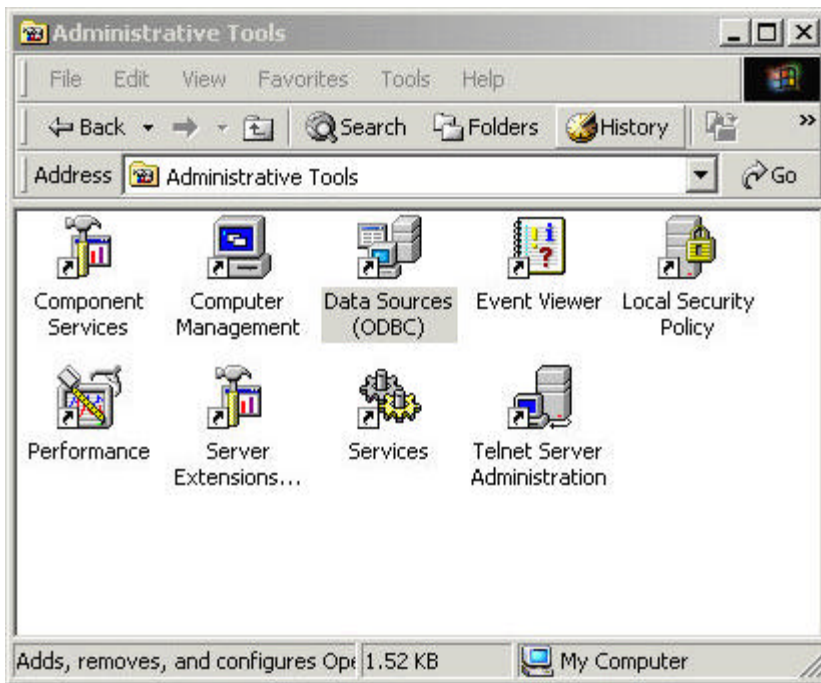 Administrative Tools
File Edit View Favorites Tools Help
Back Search Folders History »
Address Administrative Tools Go
Component Services
Computer Management
Data Sources (ODBC)
Event Viewer
Local Security Policy
Performance
Server Extensions...
Services
Telnet Server Administration
Adds, removes, and configures Ope 1.52 KB My Computer